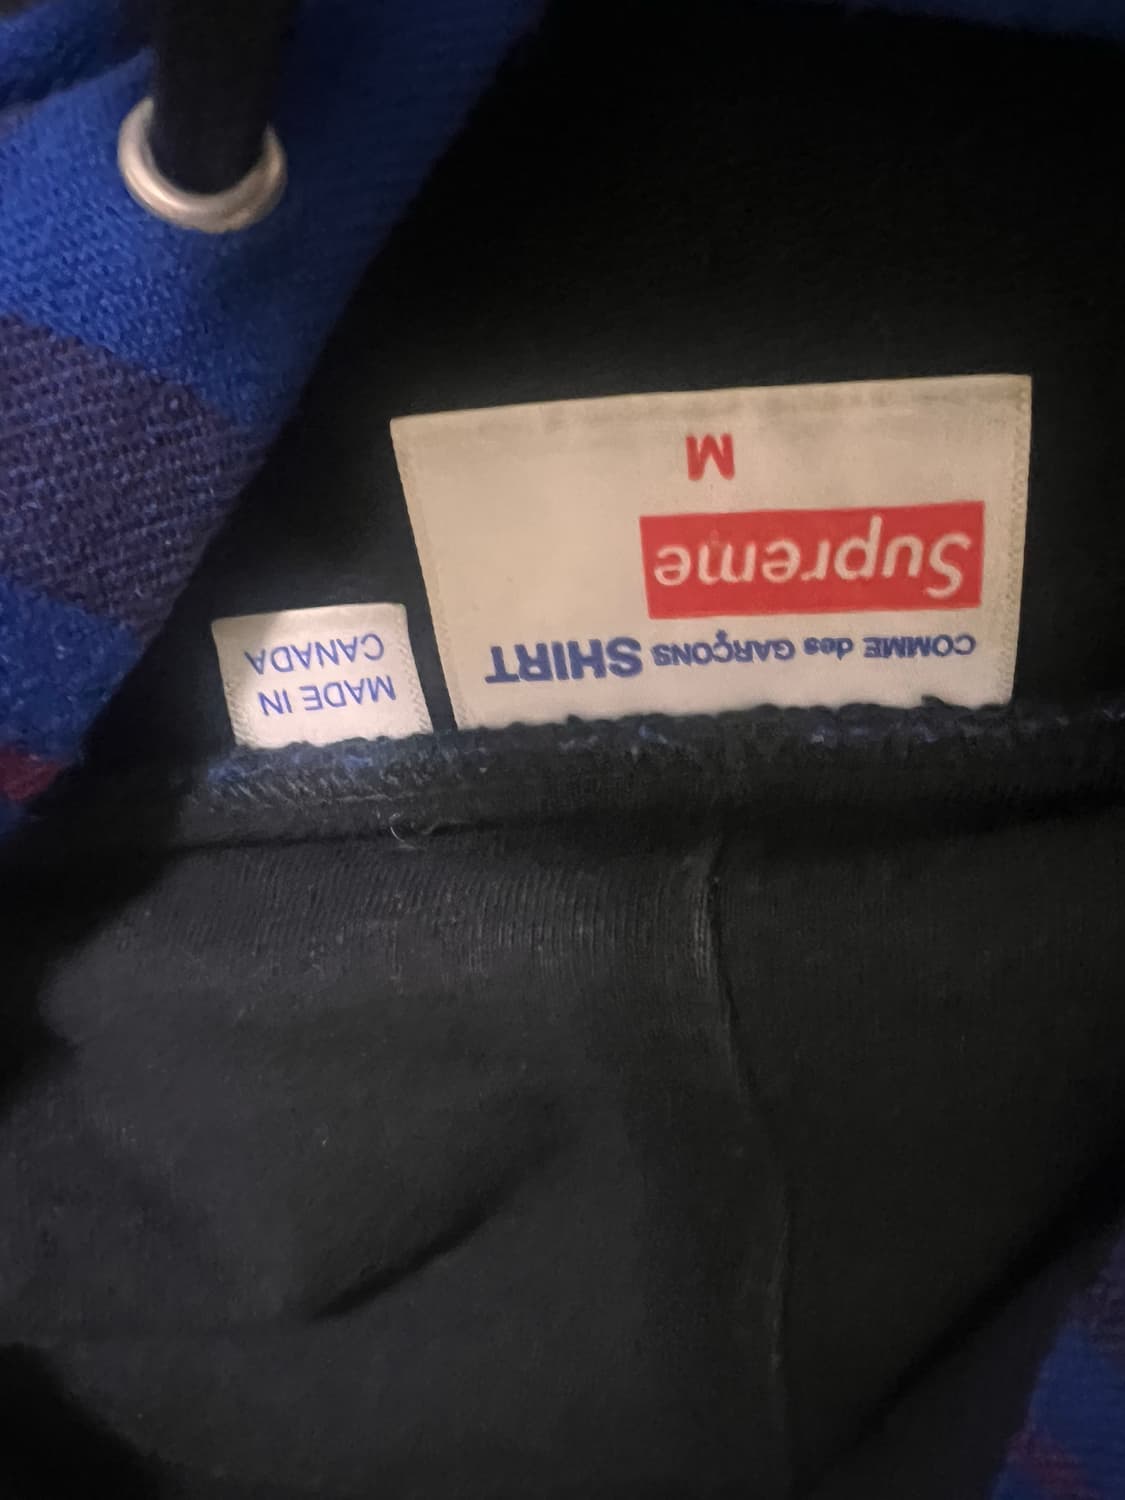 COMME des GARÇONS SHIRT
Supreme
M
MADE IN
CANADA